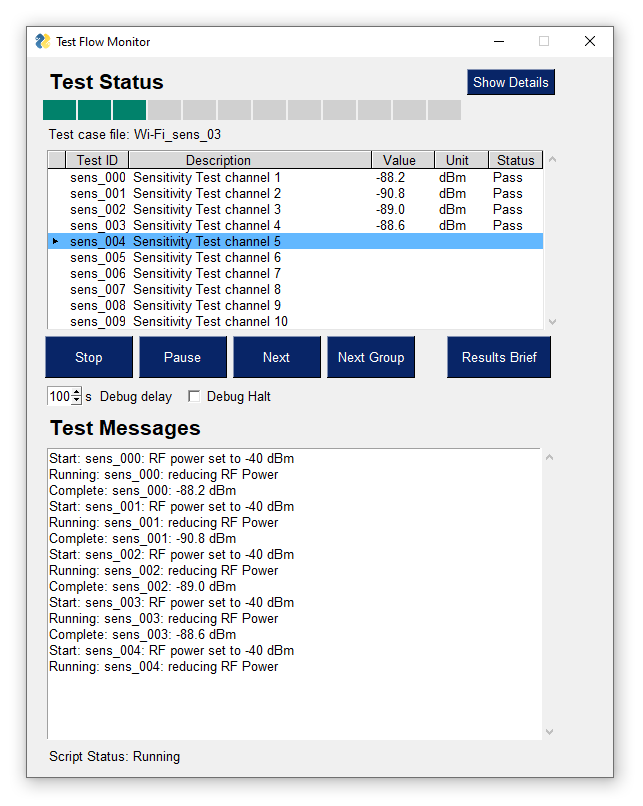 Test Flow Monitor
Test Status
Show Details
Test case file: Wi-Fi_sens_03
Test ID Description Value Unit Status
sens_000 Sensitivity Test channel 1 -88.2 dBm Pass
sens_001 Sensitivity Test channel 2 -90.8 dBm Pass
sens_002 Sensitivity Test channel 3 -89.0 dBm Pass
sens_003 Sensitivity Test channel 4 -88.6 dBm Pass
sens_004 Sensitivity Test channel 5
sens_005 Sensitivity Test channel 6
sens_006 Sensitivity Test channel 7
sens_007 Sensitivity Test channel 8
sens_008 Sensitivity Test channel 9
sens_009 Sensitivity Test channel 10
Stop Pause Next Next Group Results Brief
100 s Debug delay Debug Halt
Test Messages
Start: sens_000: RF power set to -40 dBm
Running: sens_000: reducing RF Power
Complete: sens_000: -88.2 dBm
Start: sens_001: RF power set to -40 dBm
Running: sens_001: reducing RF Power
Complete: sens_001: -90.8 dBm
Start: sens_002: RF power set to -40 dBm
Running: sens_002: reducing RF Power
Complete: sens_002: -89.0 dBm
Start: sens_003: RF power set to -40 dBm
Running: sens_003: reducing RF Power
Complete: sens_003: -88.6 dBm
Start: sens_004: RF power set to -40 dBm
Running: sens_004: reducing RF Power
Script Status: Running